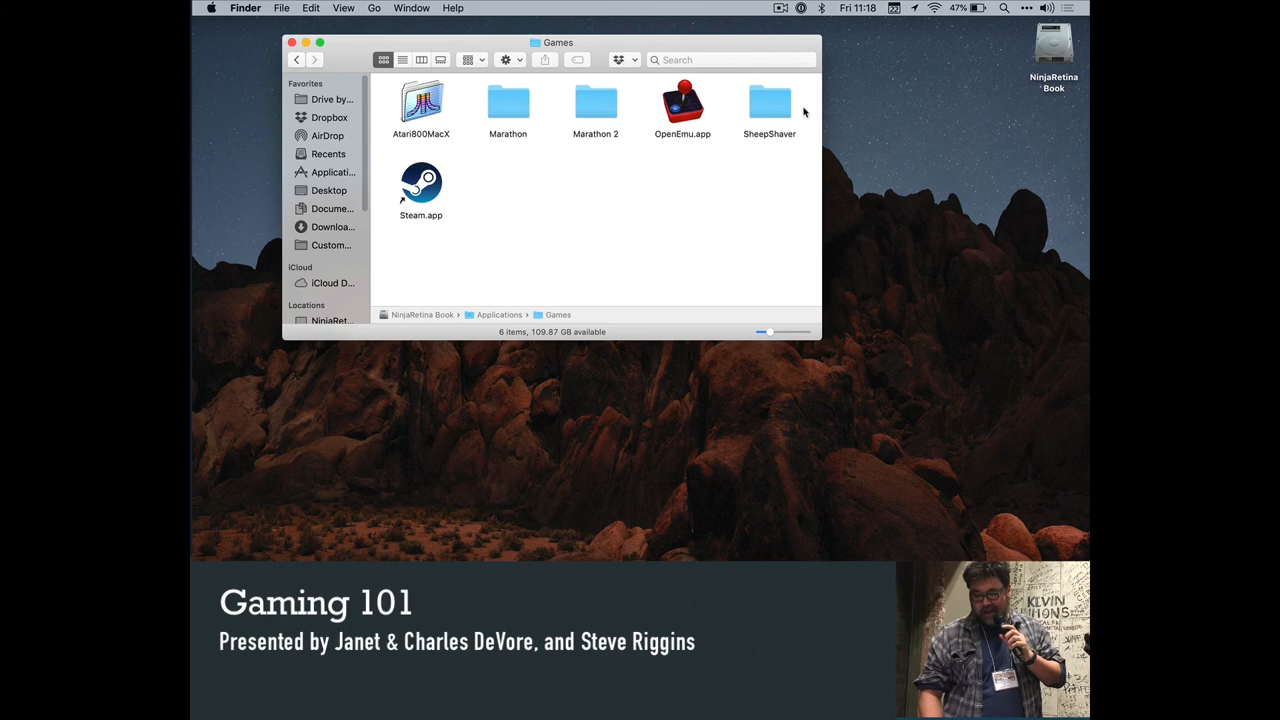 Finder File Edit View Go Window Help Fri 11:18 22 47%
Games
Search
Favorites
Drive by...
Dropbox
AirDrop
Recents
Applicati...
Desktop
Docume...
Downloa...
Custom...
iCloud
iCloud D...
Locations
NinjaRet...
Atari800MacX Marathon Marathon 2 OpenEmu.app SheepShaver
Steam.app
NinjaRetina Book › Applications › Games
6 items, 109.87 GB available
NinjaRetina
Book
Gaming 101
Presented by Janet & Charles DeVore, and Steve Riggins
KEVIN